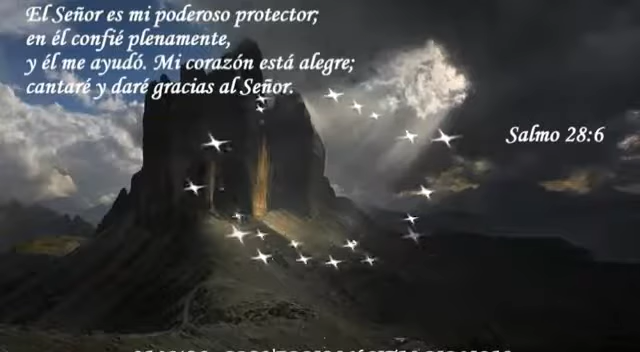 El Señor es mi poderoso protector;
en él confié plenamente,
y él me ayudó. Mi corazón está alegre;
cantaré y daré gracias al Señor.
Salmo 28:6